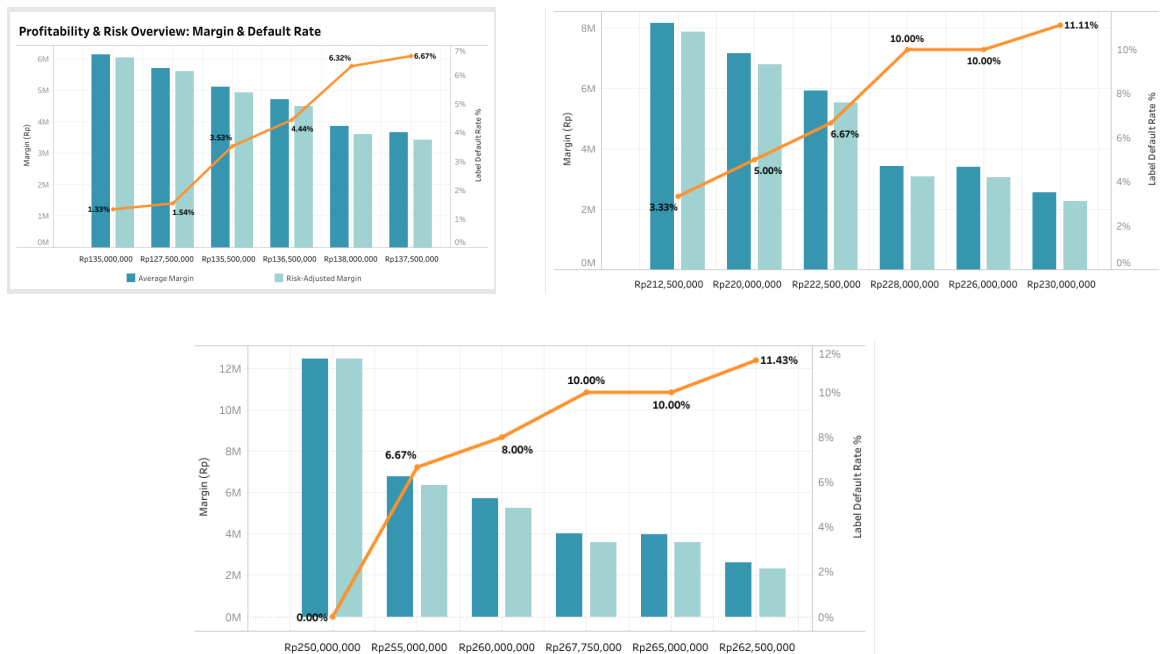 Profitability & Risk Overview: Margin & Default Rate
6M
5M
4M
3M
2M
1M
0M
Margin (Rp)
7%
6%
5%
4%
3%
2%
1%
0%
Label Default Rate %
1.33%
1.54%
3.53%
4.44%
6.32%
6.67%
Rp135,000,000 Rp127,500,000 Rp135,500,000 Rp136,500,000 Rp138,000,000 Rp137,500,000
Average Margin Risk-Adjusted Margin
8M
6M
4M
2M
0M
Margin (Rp)
10%
8%
6%
4%
2%
0%
Label Default Rate %
3.33%
5.00%
6.67%
10.00%
10.00%
11.11%
Rp212,500,000 Rp220,000,000 Rp222,500,000 Rp228,000,000 Rp226,000,000 Rp230,000,000
12M
10M
8M
6M
4M
2M
0M
Margin (Rp)
12%
10%
8%
6%
4%
2%
0%
Label Default Rate %
0.00%
6.67%
8.00%
10.00%
10.00%
11.43%
Rp250,000,000 Rp255,000,000 Rp260,000,000 Rp267,750,000 Rp265,000,000 Rp262,500,000